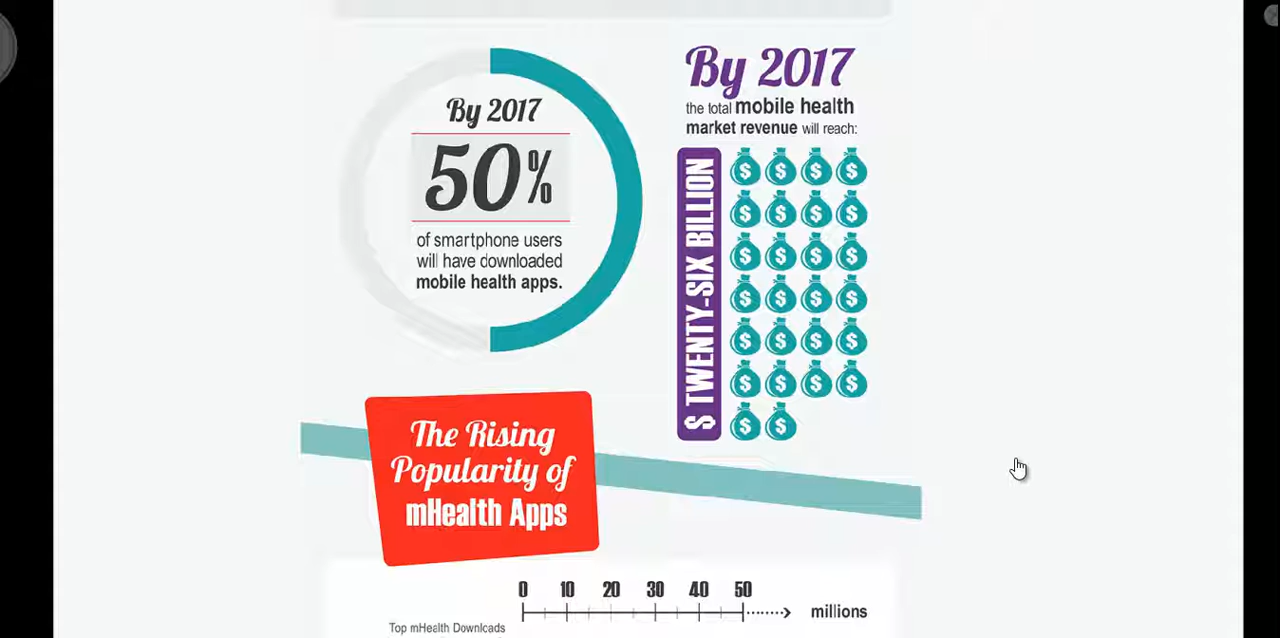 By 2017
50%
of smartphone users
will have downloaded
mobile health apps.
By 2017
the total mobile health
market revenue will reach:
$ TWENTY-SIX BILLION
$ $ $ $
$ $ $ $
$ $ $ $
$ $ $ $
$ $ $ $
$ $ $ $
$ $
The Rising
Popularity of
mHealth Apps
0 10 20 30 40 50
millions
Top mHealth Downloads